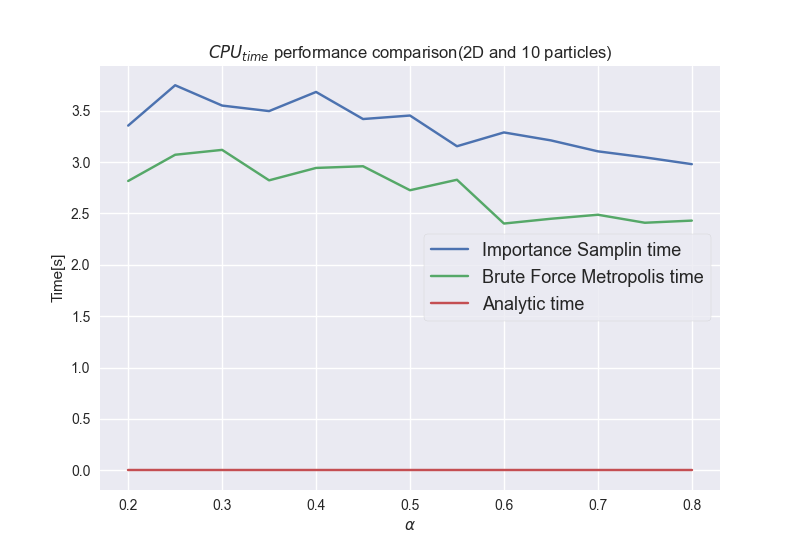 CPU_time performance comparison(2D and 10 particles)
Time[s]
3.5
3.0
2.5
2.0
1.5
1.0
0.5
0.0
Importance Samplin time
Brute Force Metropolis time
Analytic time
0.2 0.3 0.4 0.5 0.6 0.7 0.8
α